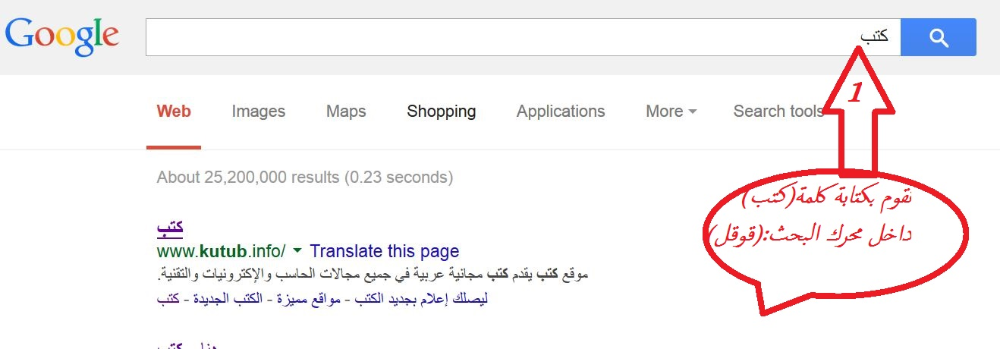 Google
كتب
1
Web Images Maps Shopping Applications More Search tools
About 25,200,000 results (0.23 seconds)
نقوم بكتابة كلمة(كتب)
داخل محرك البحث:(قوقل)
كتب
www.kutub.info/ Translate this page
موقع كتب يقدم كتب مجانية عربية في جميع مجالات الحاسب والإكترونيات والتقنية.
ليصلك إعلام بجديد الكتب - مواقع مميزة - الكتب الجديدة - كتب